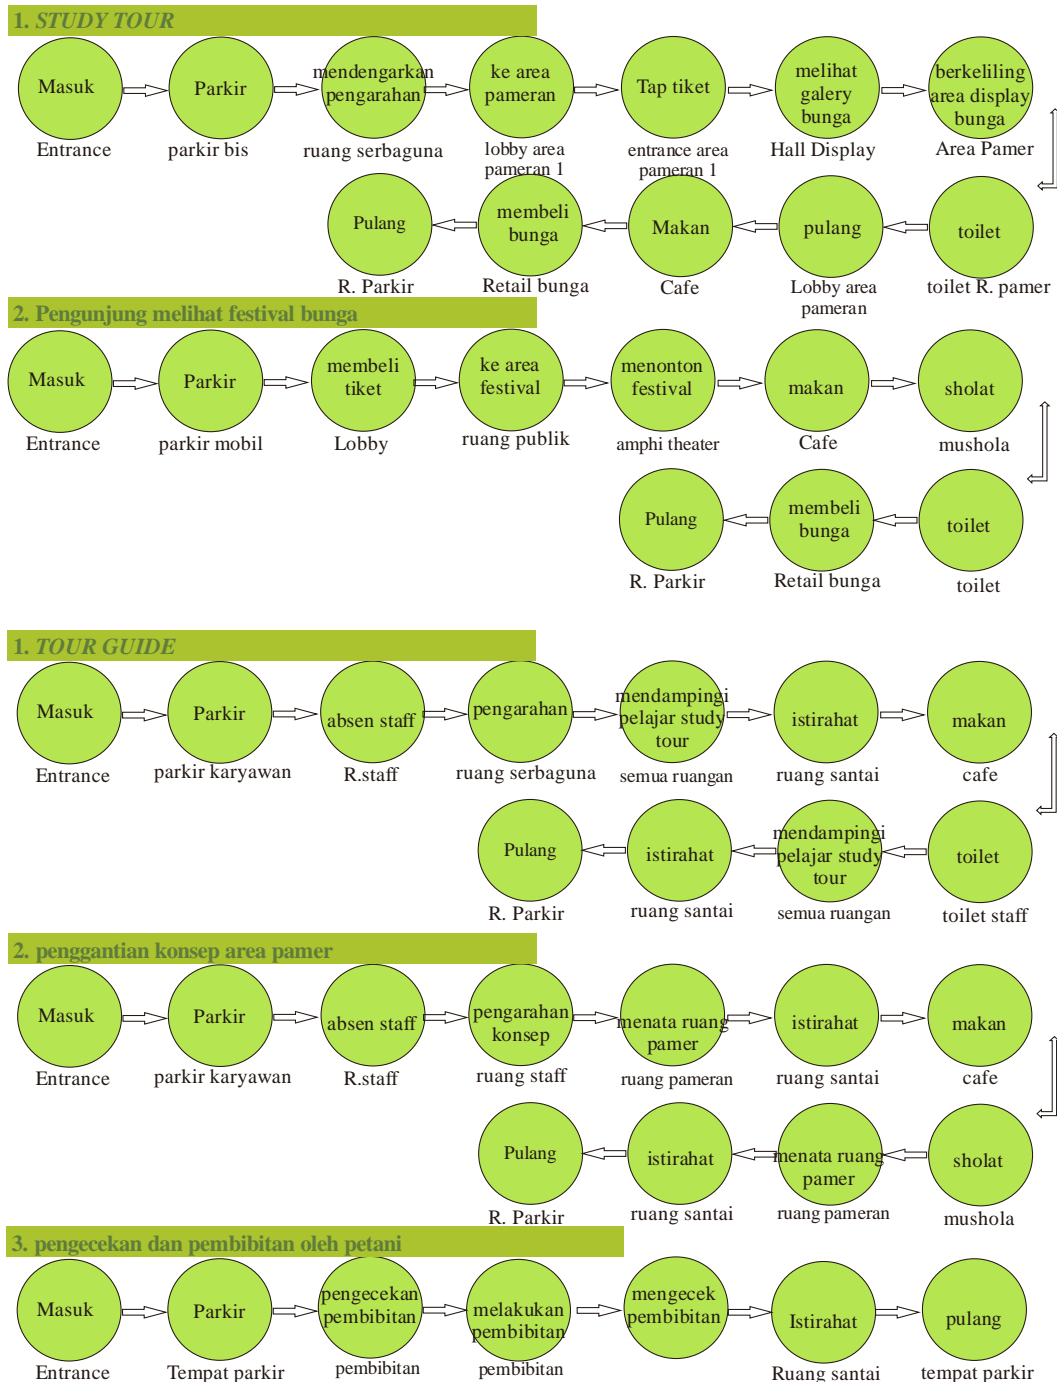 1. STUDY TOUR
Masuk
Parkir
mendengarkan
pengarahan
ke area
pameran
Tap tiket
melihat
galery
bunga
berkeliling
area display
bunga
Entrance
parkir bis
ruang serbaguna
lobby area
pameran 1
entrance area
pameran 1
Hall Display
Area Pamer
Pulang
membeli
bunga
Makan
pulang
toilet
R. Parkir
Retail bunga
Cafe
Lobby area
pameran
toilet R. pamer
2. Pengunjung melihat festival bunga
Masuk
Parkir
membeli
tiket
ke area
festival
menonton
festival
makan
sholat
Entrance
parkir mobil
Lobby
ruang publik
amphi theater
Cafe
mushola
Pulang
membeli
bunga
toilet
R. Parkir
Retail bunga
toilet
1. TOUR GUIDE
Masuk
Parkir
absen staff
pengarahan
mendampingi
pelajar study
tour
istirahat
makan
Entrance
parkir karyawan
R.staff
ruang serbaguna
semua ruangan
ruang santai
cafe
Pulang
istirahat
mendampingi
pelajar study
tour
toilet
R. Parkir
ruang santai
semua ruangan
toilet staff
2. penggantian konsep area pamer
Masuk
Parkir
absen staff
pengarahan
konsep
menata ruang
pamer
istirahat
makan
Entrance
parkir karyawan
R.staff
ruang staff
ruang pameran
ruang santai
cafe
Pulang
istirahat
menata ruang
pamer
sholat
R. Parkir
ruang santai
ruang pameran
mushola
3. pengecekan dan pembibitan oleh petani
Masuk
Parkir
pengecekan
pembibitan
melakukan
pembibitan
mengecek
pembibitan
Istirahat
pulang
Entrance
Tempat parkir
pembibitan
pembibitan
Ruang santai
tempat parkir